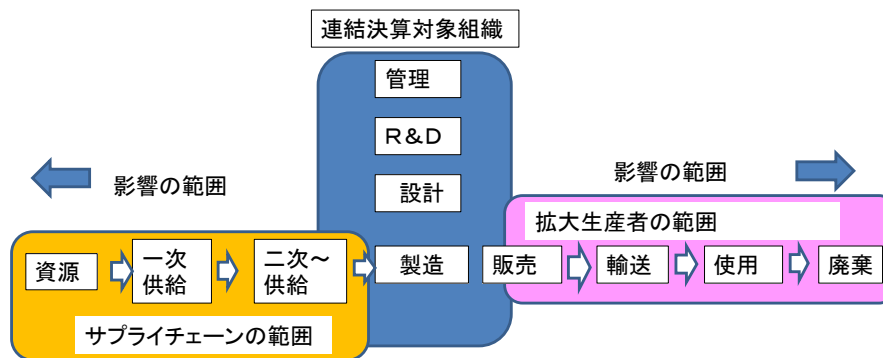 連結決算対象組織
管理
R&D
設計
影響の範囲
影響の範囲
拡大生産者の範囲
資源
一次
供給
二次～
供給
製造
販売
輸送
使用
廃棄
サプライチェーンの範囲